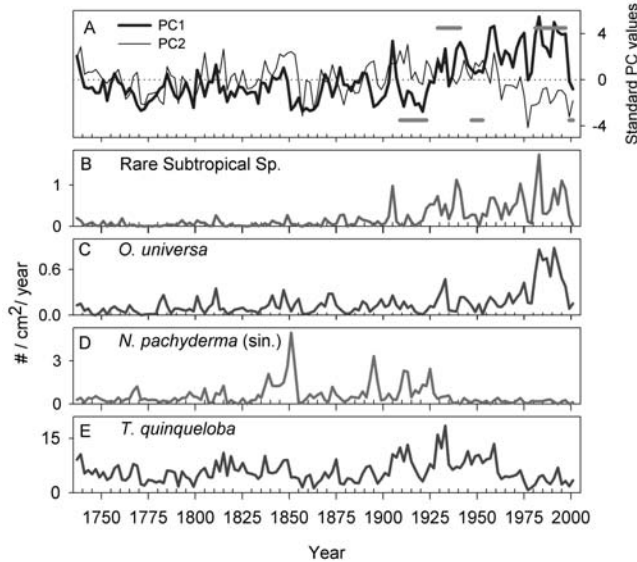 A
PC1
PC2
4
0
-4
Standard PC values
B Rare Subtropical Sp.
1
0
C O. universa
0.6
0.0
# / cm2/ year
D N. pachyderma (sin.)
3
0
E T. quinqueloba
15
0
1750 1775 1800 1825 1850 1875 1900 1925 1950 1975 2000
Year